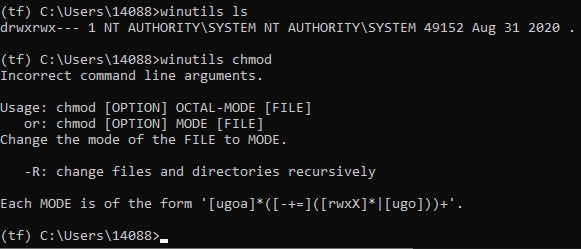 (tf) C:\Users\14088>winutils ls
drwxrwx--- 1 NT AUTHORITY\SYSTEM NT AUTHORITY\SYSTEM 49152 Aug 31 2020 .
(tf) C:\Users\14088>winutils chmod
Incorrect command line arguments.
Usage: chmod [OPTION] OCTAL-MODE [FILE]
or: chmod [OPTION] MODE [FILE]
Change the mode of the FILE to MODE.
-R: change files and directories recursively
Each MODE is of the form '[ugoa]*([-+=]([rwxX]*|[ugo]))+'.
(tf) C:\Users\14088>